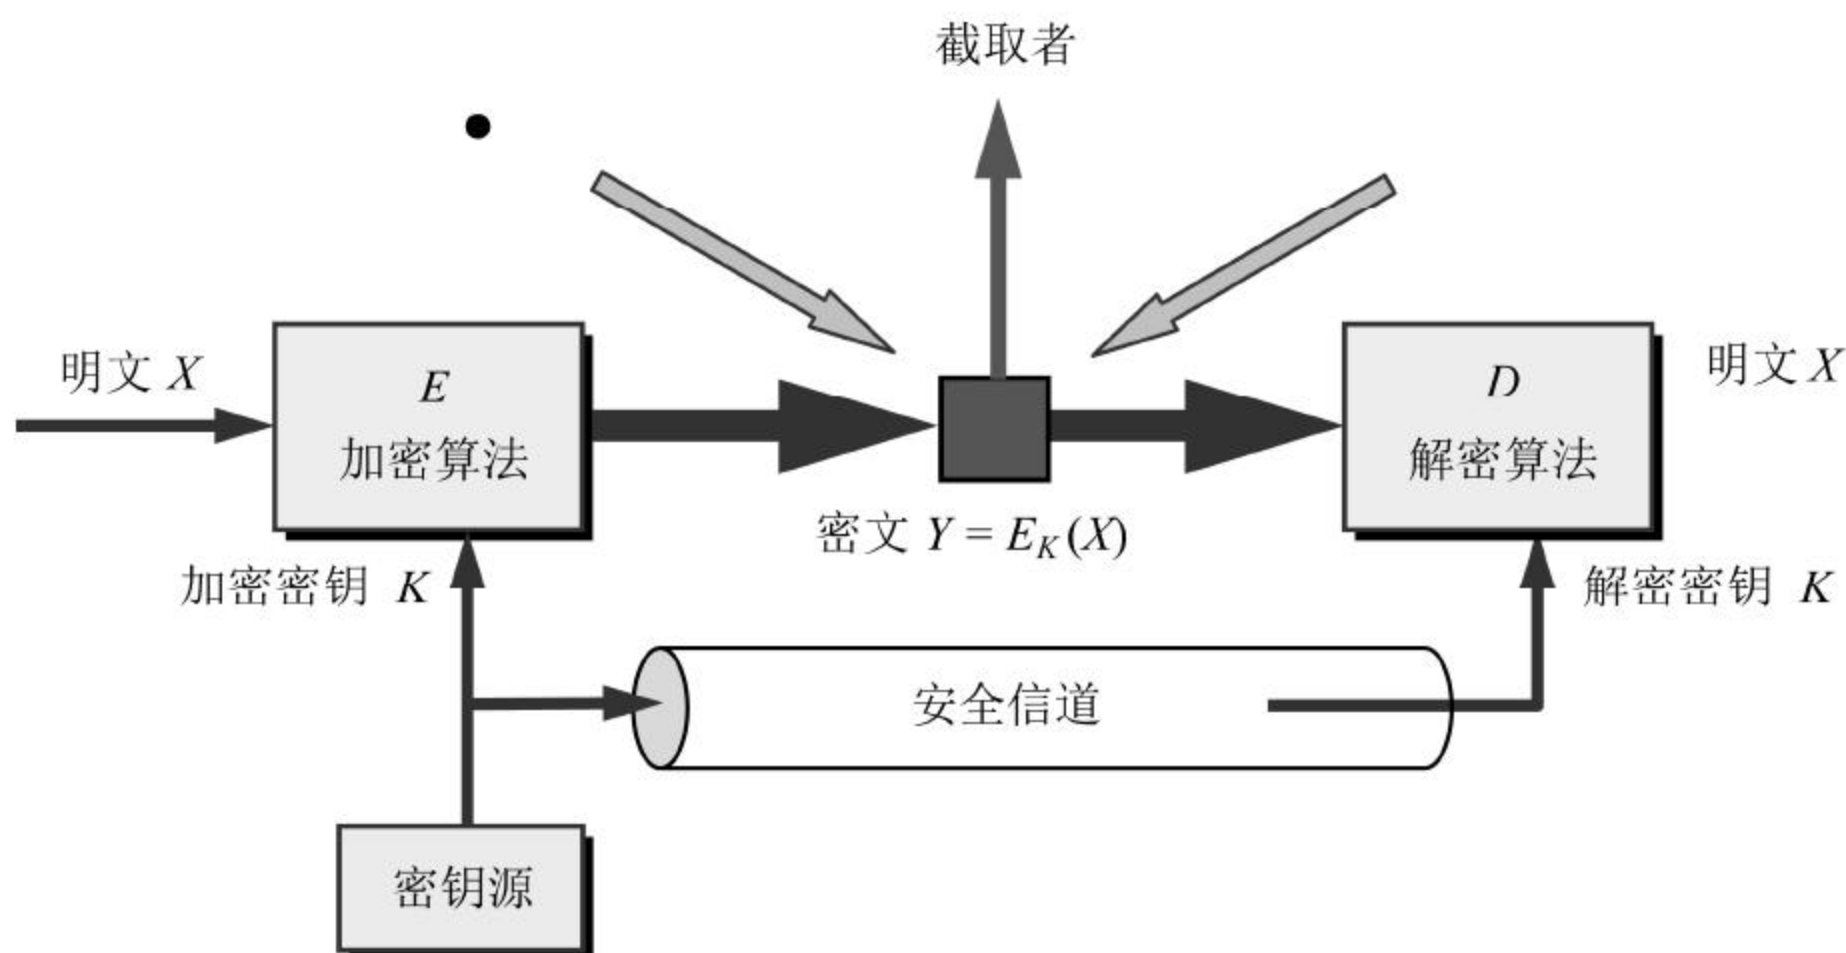 截取者
明文 X
E
加密算法
D
解密算法
明文 X
密文 Y = E_K(X)
加密密钥 K
解密密钥 K
安全信道
密钥源